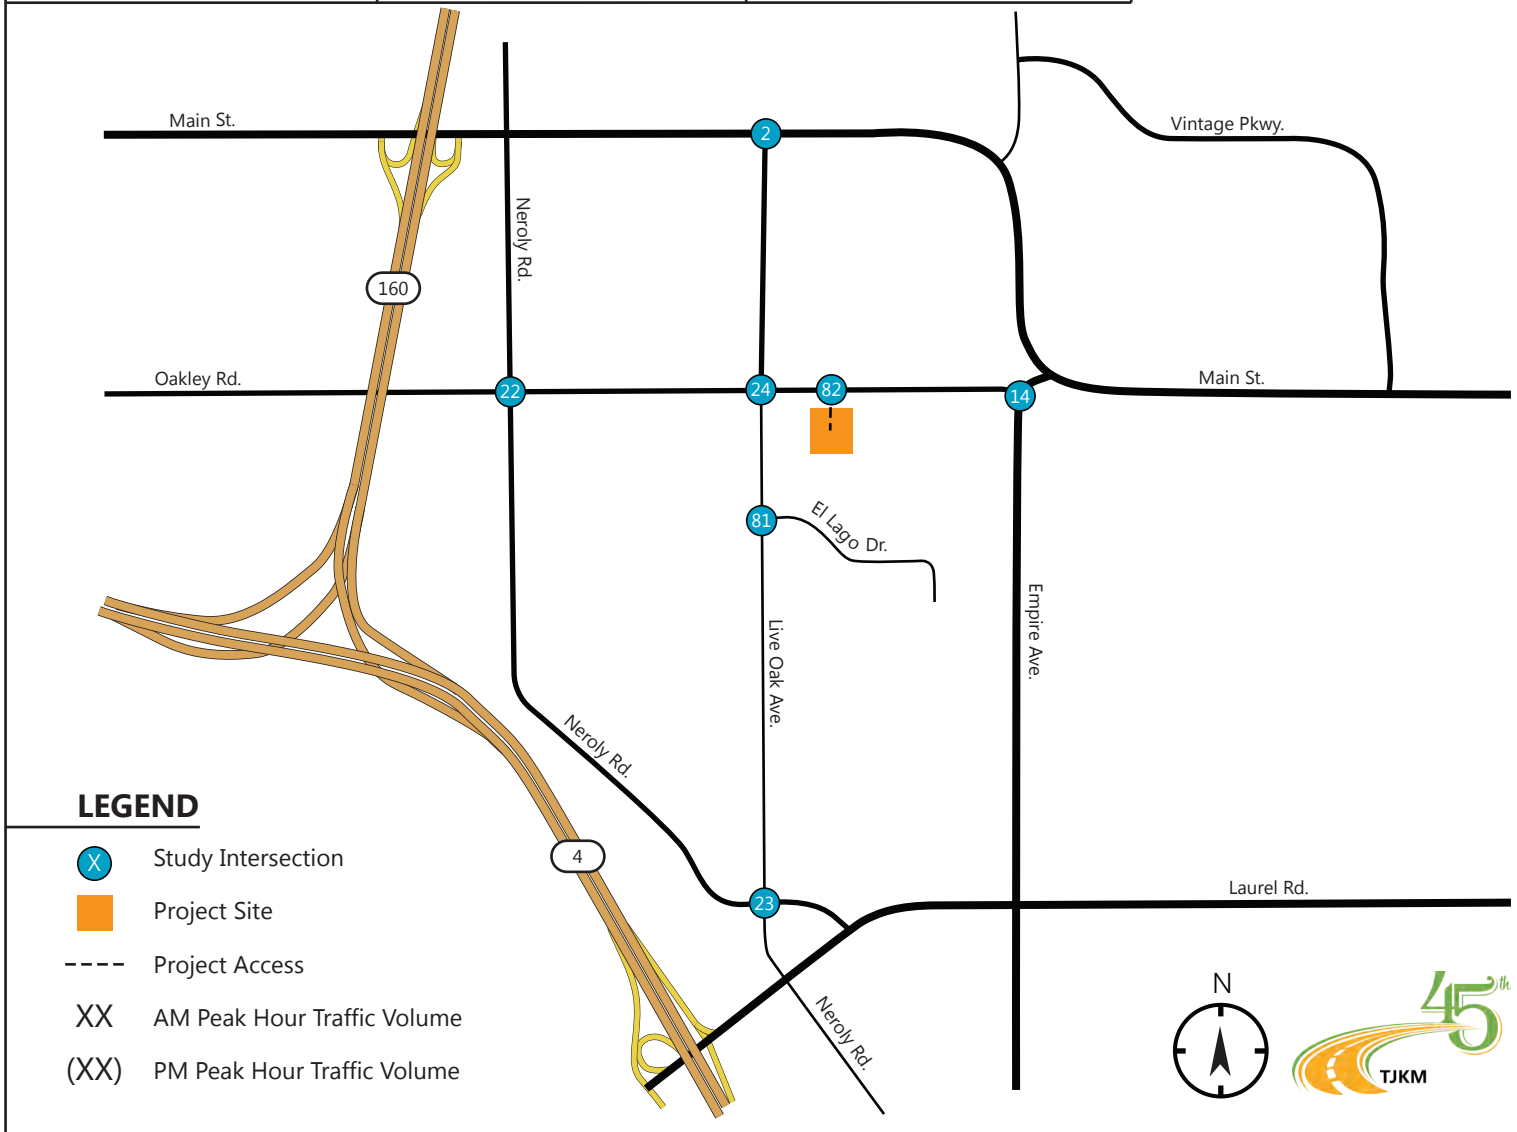 Main St.
2
Vintage Pkwy.
Neroly Rd.
160
Oakley Rd.
22
24
82
14
Main St.
81
El Lago Dr.
Empire Ave.
Live Oak Ave.
Neroly Rd.
LEGEND
X Study Intersection
Project Site
Project Access
XX AM Peak Hour Traffic Volume
(XX) PM Peak Hour Traffic Volume
4
23
Laurel Rd.
Neroly Rd.
N
45th
TJKM